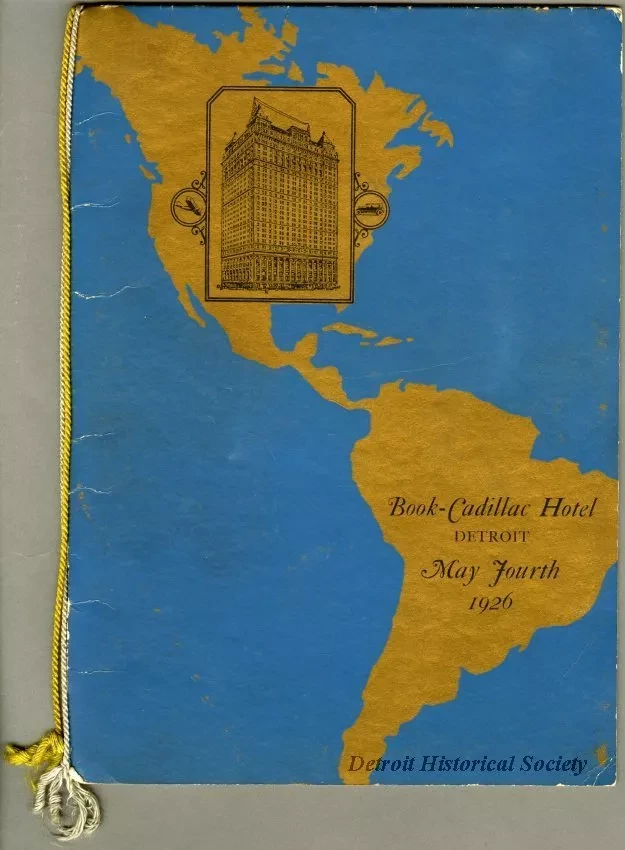 Book-Cadillac Hotel
DETROIT
May Fourth
1926
Detroit Historical Society